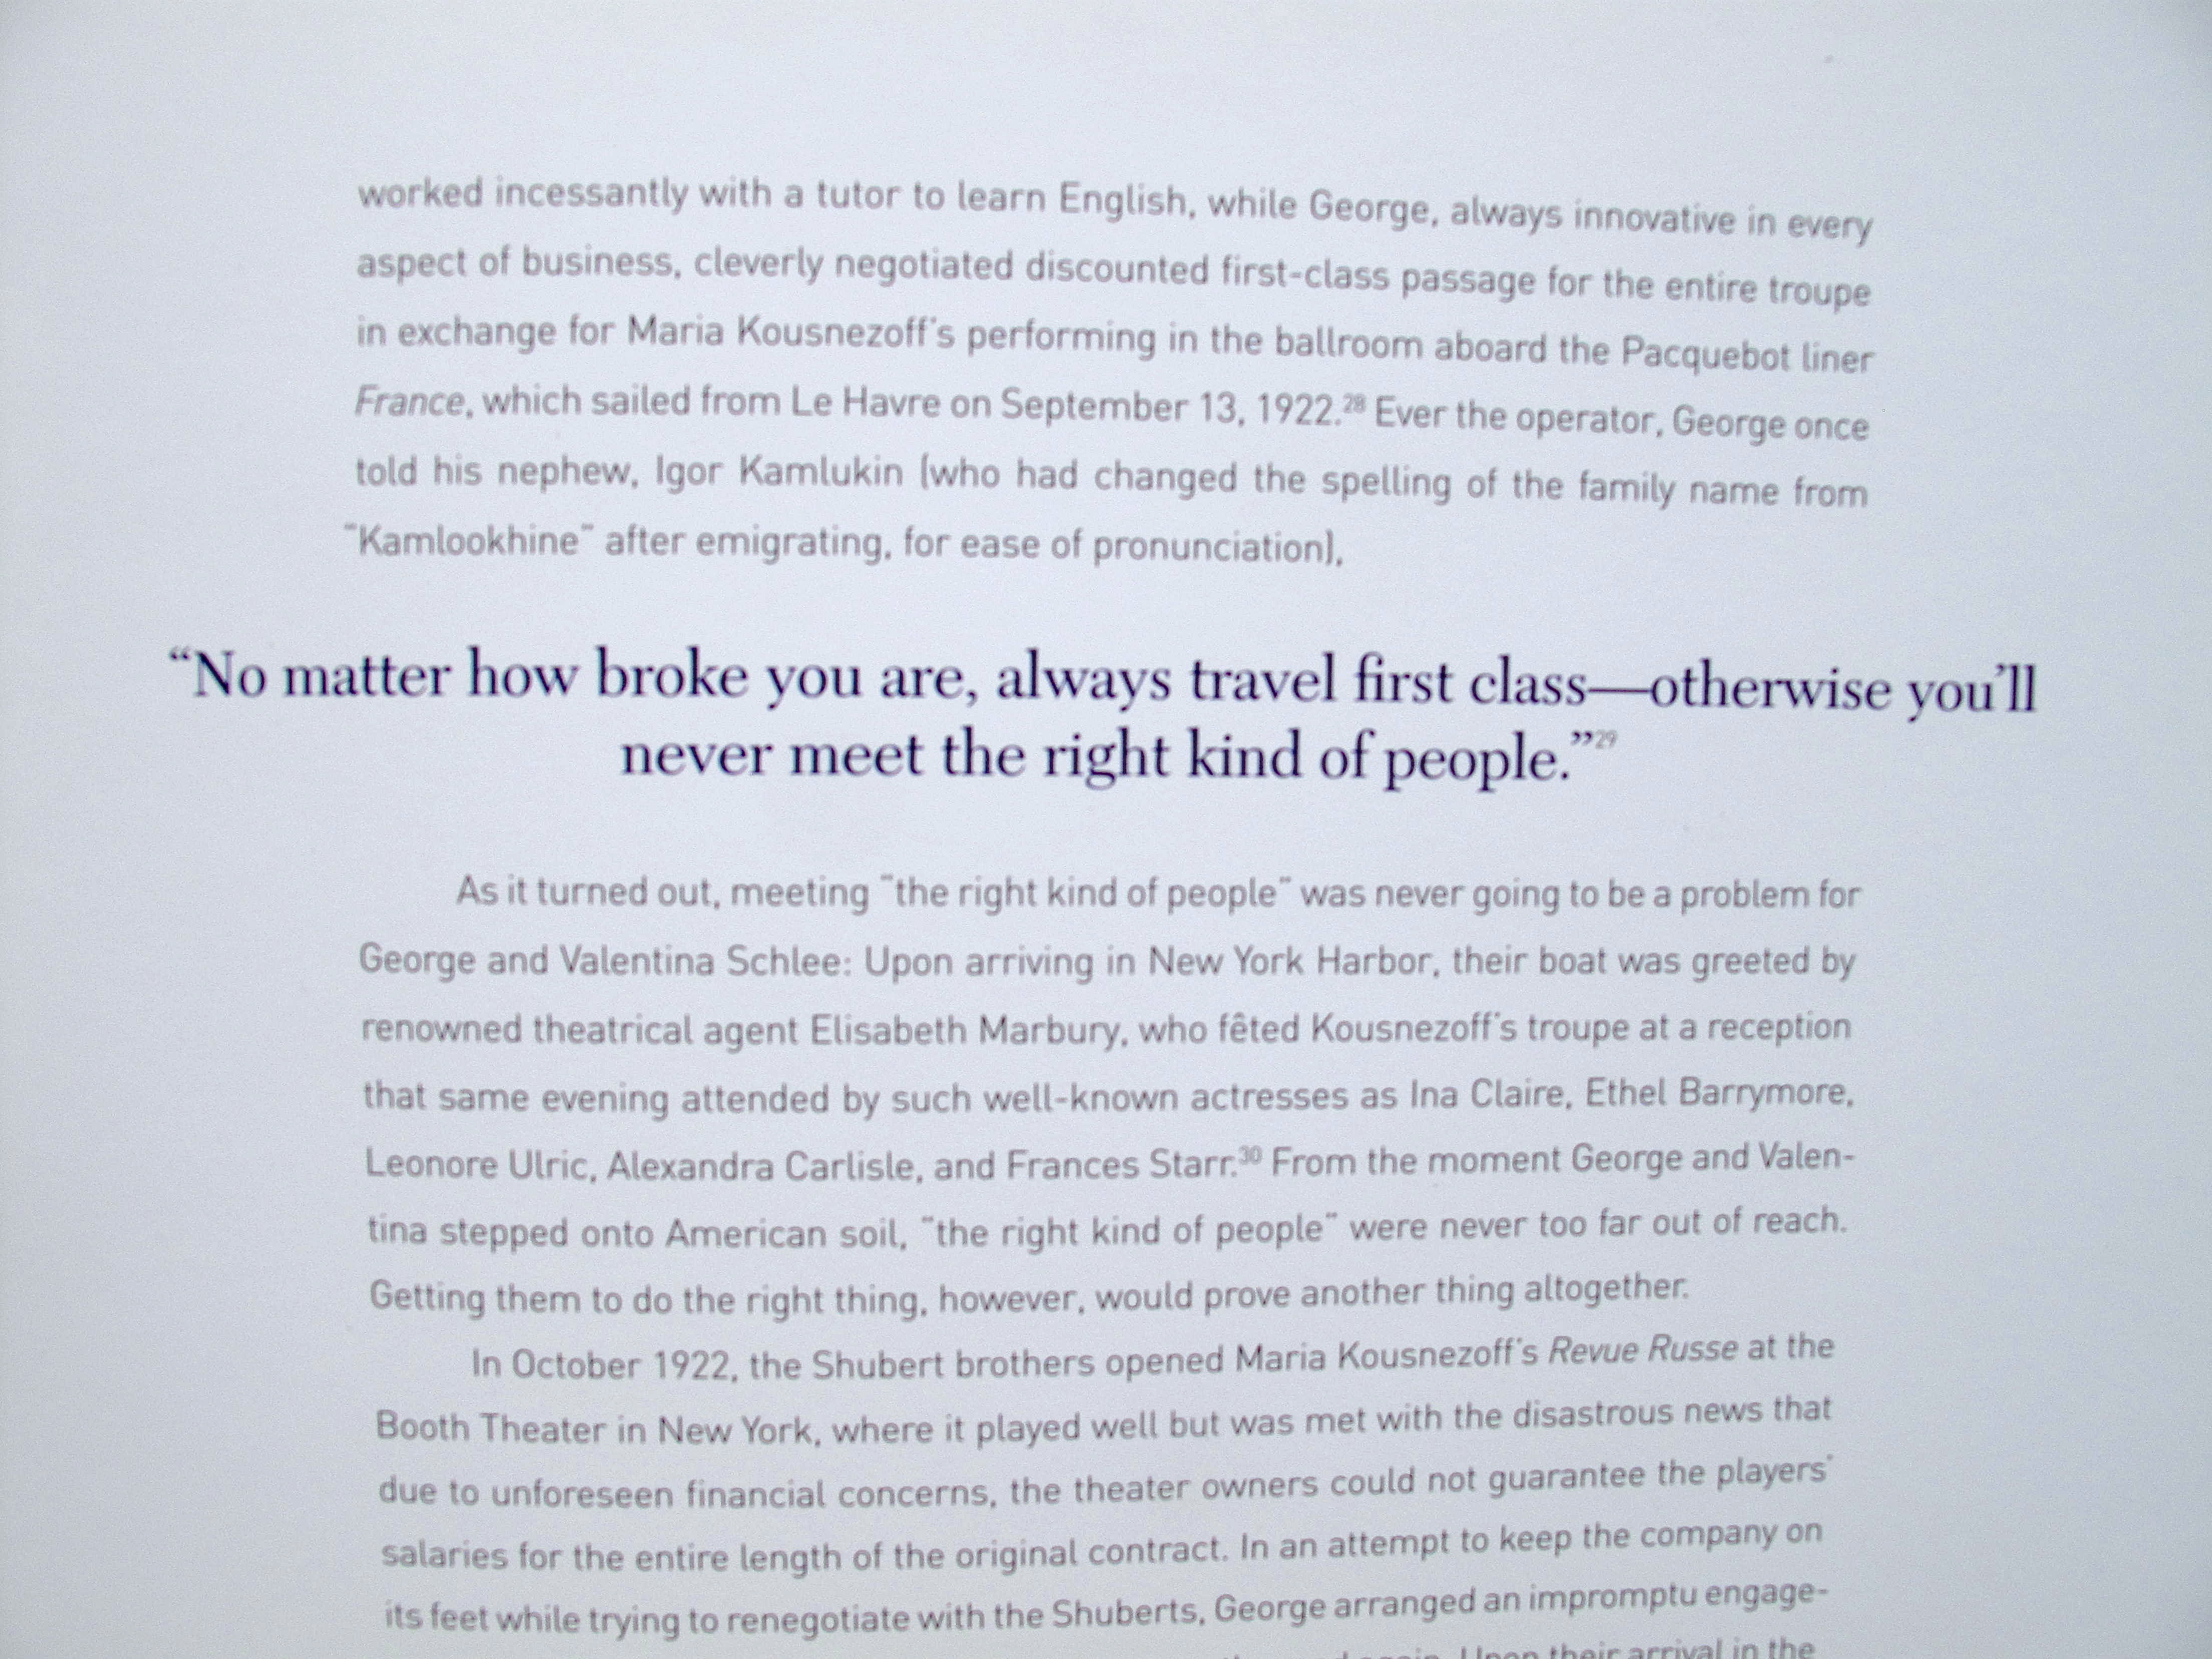 worked incessantly with a tutor to learn English, while George, always innovative in every
aspect of business, cleverly negotiated discounted first-class passage for the entire troupe
in exchange for Maria Kousnezoff's performing in the ballroom aboard the Pacquebot liner
France, which sailed from Le Havre on September 13, 1922.28 Ever the operator, George once
told his nephew, Igor Kamlukin (who had changed the spelling of the family name from
"Kamlookhine" after emigrating, for ease of pronunciation),
“No matter how broke you are, always travel first class—otherwise you’ll
never meet the right kind of people.”29
As it turned out, meeting "the right kind of people" was never going to be a problem for
George and Valentina Schlee: Upon arriving in New York Harbor, their boat was greeted by
renowned theatrical agent Elisabeth Marbury, who fêted Kousnezoff's troupe at a reception
that same evening attended by such well-known actresses as Ina Claire, Ethel Barrymore,
Leonore Ulric, Alexandra Carlisle, and Frances Starr.30 From the moment George and Valen-
tina stepped onto American soil, "the right kind of people" were never too far out of reach.
Getting them to do the right thing, however, would prove another thing altogether.
In October 1922, the Shubert brothers opened Maria Kousnezoff's Revue Russe at the
Booth Theater in New York, where it played well but was met with the disastrous news that
due to unforeseen financial concerns, the theater owners could not guarantee the players'
salaries for the entire length of the original contract. In an attempt to keep the company on
its feet while trying to renegotiate with the Shuberts, George arranged an impromptu engage-
again. Upon their arrival in the